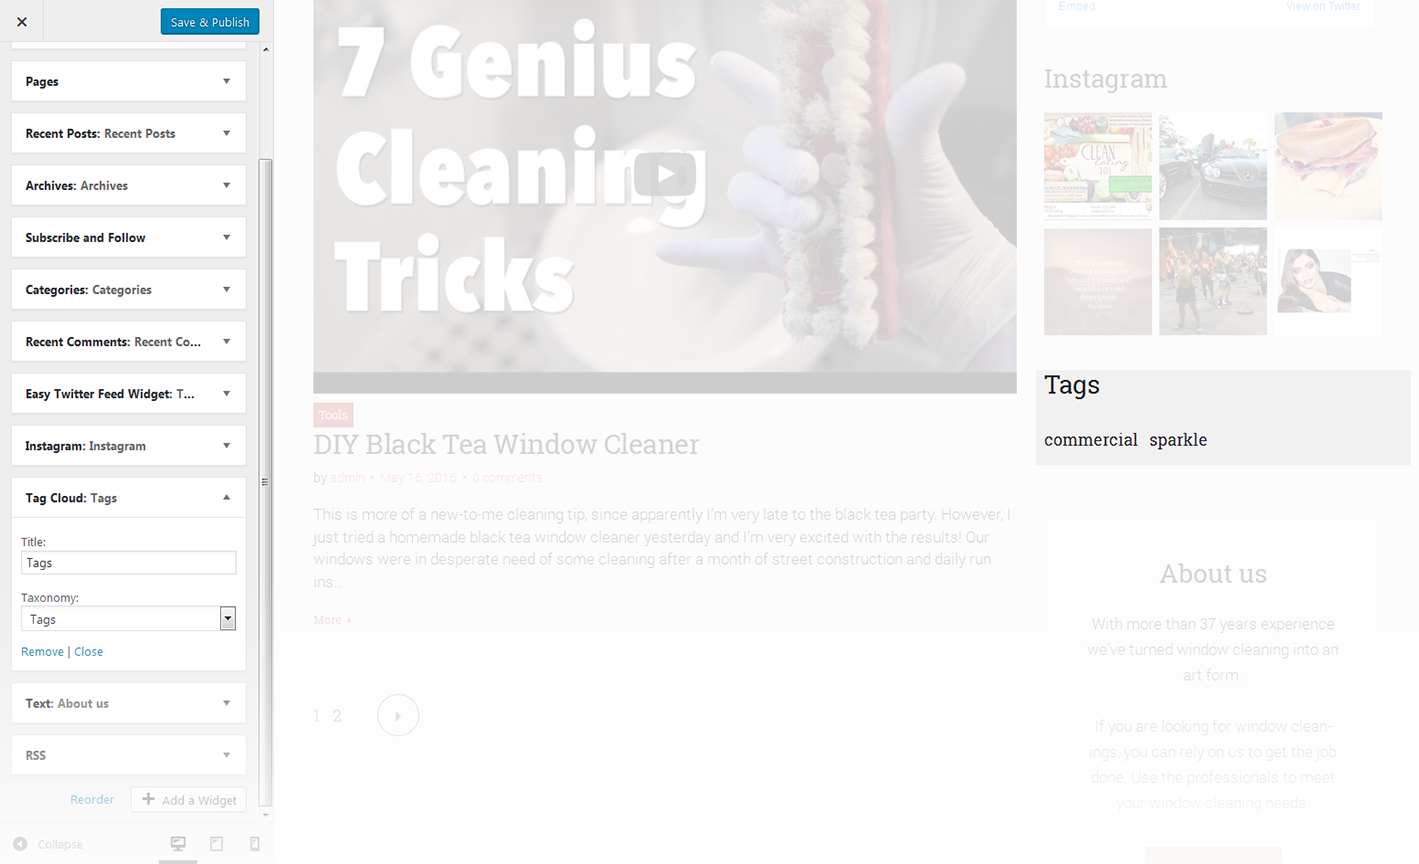 Save & Publish
Pages
Recent Posts: Recent Posts
Archives: Archives
Subscribe and Follow
Categories: Categories
Recent Comments: Recent Co...
Easy Twitter Feed Widget: T...
Instagram: Instagram
Tag Cloud: Tags
Title:
Tags
Taxonomy:
Tags
Remove | Close
Text: About us
RSS
Reorder
Add a Widget
Collapse
7 Genius
Cleaning
Tricks
Tools
DIY Black Tea Window Cleaner
by admin • May 16, 2016 • 0 comments
This is more of a new-to-me cleaning tip, since apparently I'm very late to the black tea party. However, I
just tried a homemade black tea window cleaner yesterday and I'm very excited with the results! Our
windows were in desperate need of some cleaning after a month of street construction and daily run
ins...
More
1 2
Embed
View on Twitter
Instagram
CLEAN
eating
Tags
commercial sparkle
About us
With more than 37 years experience
we've turned window cleaning into an
art form.
If you are looking for window clean-
ings, you can rely on us to get the job
done. Use the professionals to meet
your window cleaning needs